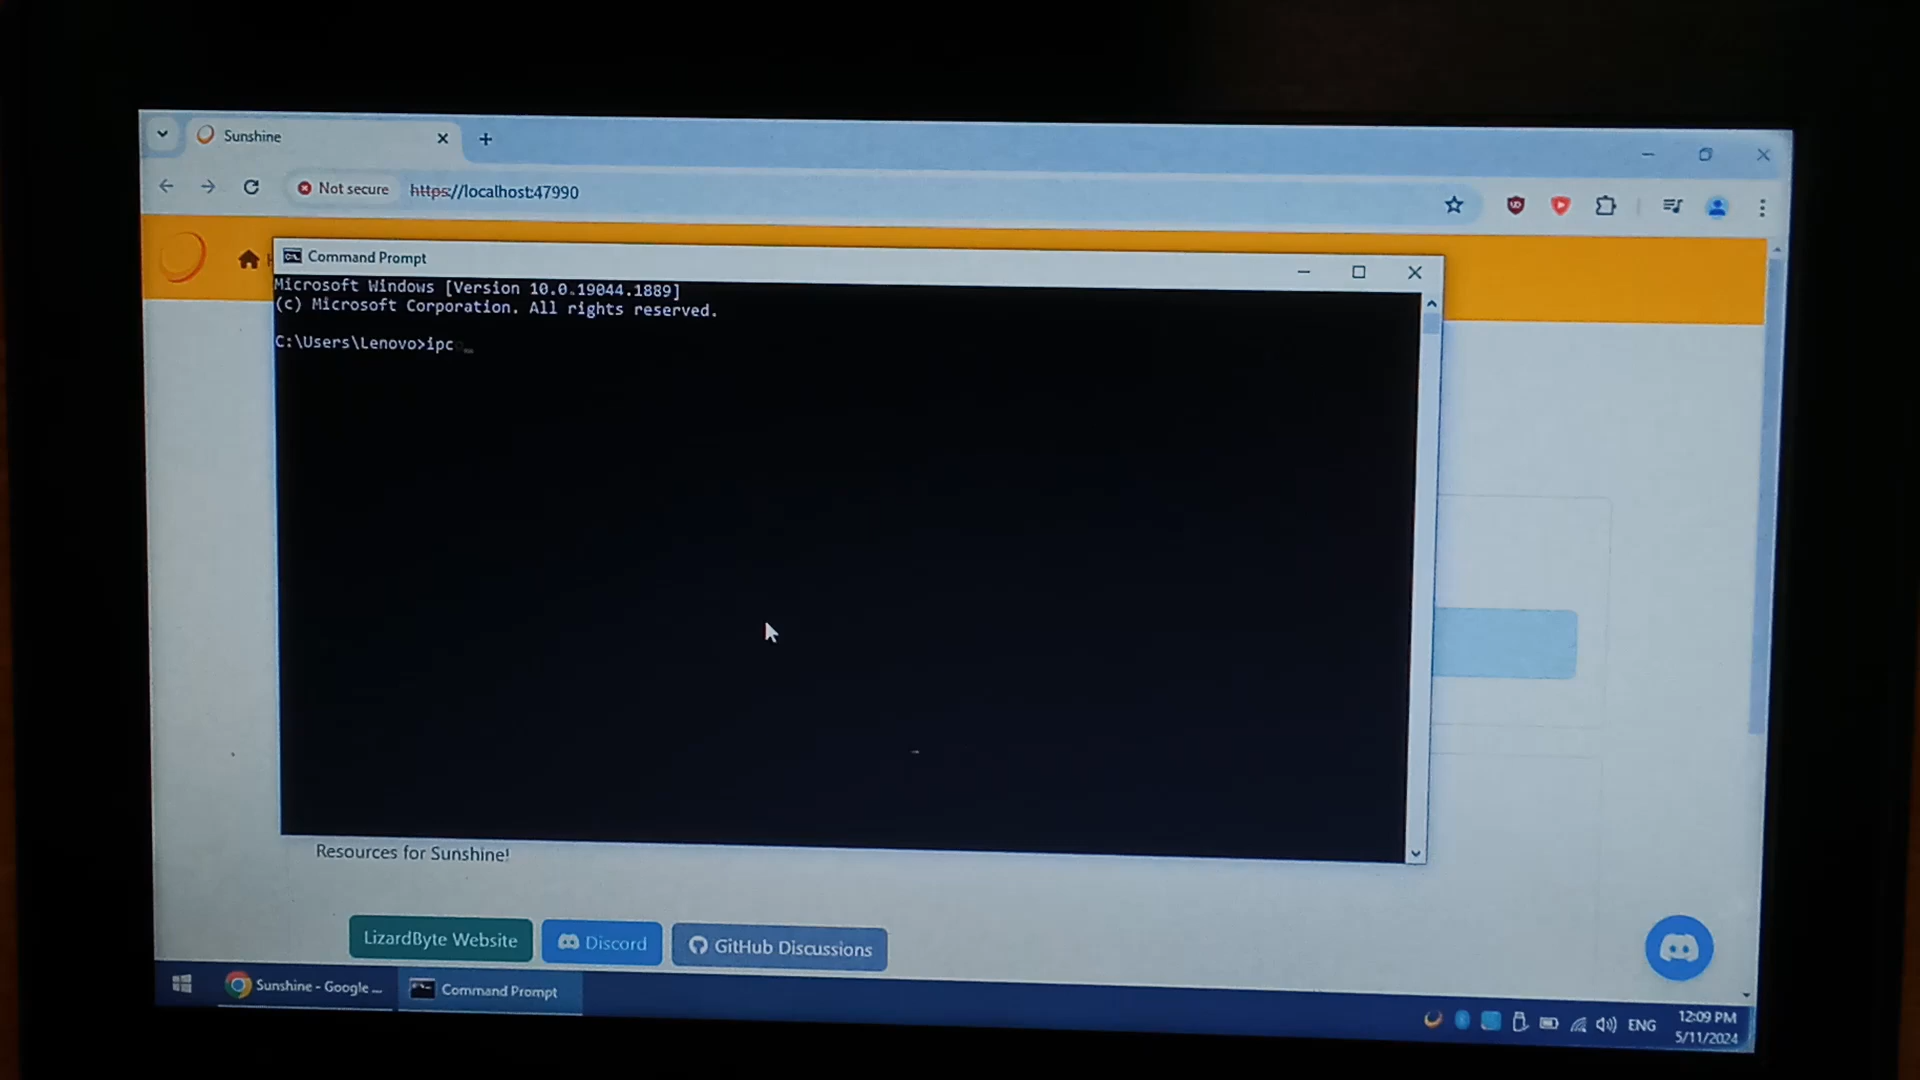 Sunshine
Not secure https://localhost:47990
Command Prompt
Microsoft Windows [Version 10.0.19044.1889]
(c) Microsoft Corporation. All rights reserved.
C:\Users\Lenovo>ipc
Resources for Sunshine!
LizardByte Website Discord GitHub Discussions
Sunshine - Google ... Command Prompt
ENG 12:09 PM
5/11/2024